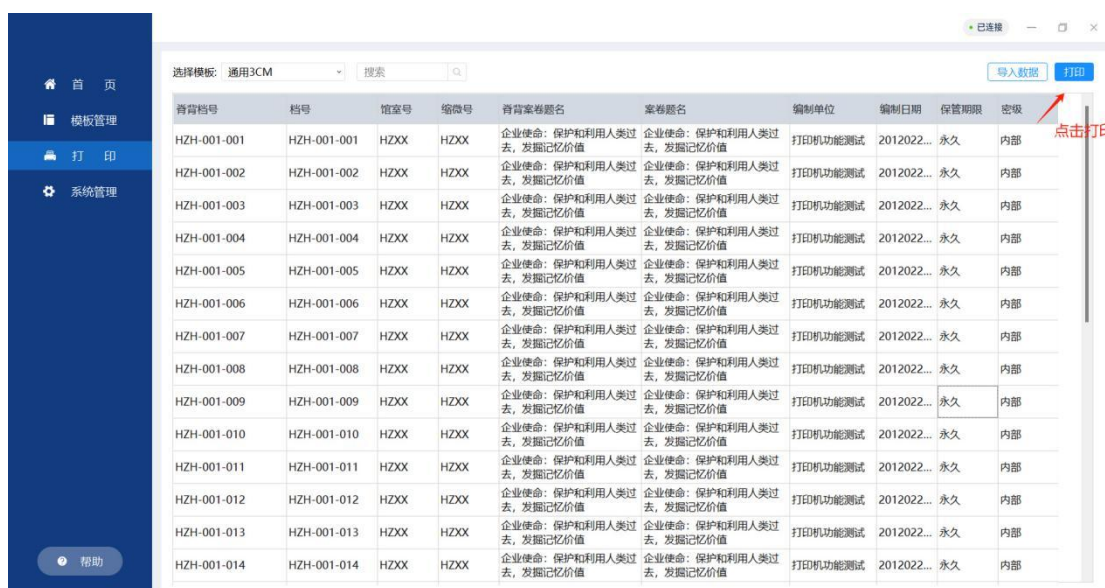 • 已连接
选择模板: 通用3CM 搜索 导入数据 打印
首 页
模板管理
打 印
系统管理
帮助
点击打印
脊背档号 档号 馆室号 缩微号 脊背案卷题名 案卷题名 编制单位 编制日期 保管期限 密级
HZH-001-001 HZH-001-001 HZXX HZXX 企业使命：保护和利用人类过 企业使命：保护和利用人类过 打印机功能测试 2012022... 永久 内部
去，发掘记忆价值 去，发掘记忆价值
HZH-001-002 HZH-001-002 HZXX HZXX 企业使命：保护和利用人类过 企业使命：保护和利用人类过 打印机功能测试 2012022... 永久 内部
去，发掘记忆价值 去，发掘记忆价值
HZH-001-003 HZH-001-003 HZXX HZXX 企业使命：保护和利用人类过 企业使命：保护和利用人类过 打印机功能测试 2012022... 永久 内部
去，发掘记忆价值 去，发掘记忆价值
HZH-001-004 HZH-001-004 HZXX HZXX 企业使命：保护和利用人类过 企业使命：保护和利用人类过 打印机功能测试 2012022... 永久 内部
去，发掘记忆价值 去，发掘记忆价值
HZH-001-005 HZH-001-005 HZXX HZXX 企业使命：保护和利用人类过 企业使命：保护和利用人类过 打印机功能测试 2012022... 永久 内部
去，发掘记忆价值 去，发掘记忆价值
HZH-001-006 HZH-001-006 HZXX HZXX 企业使命：保护和利用人类过 企业使命：保护和利用人类过 打印机功能测试 2012022... 永久 内部
去，发掘记忆价值 去，发掘记忆价值
HZH-001-007 HZH-001-007 HZXX HZXX 企业使命：保护和利用人类过 企业使命：保护和利用人类过 打印机功能测试 2012022... 永久 内部
去，发掘记忆价值 去，发掘记忆价值
HZH-001-008 HZH-001-008 HZXX HZXX 企业使命：保护和利用人类过 企业使命：保护和利用人类过 打印机功能测试 2012022... 永久 内部
去，发掘记忆价值 去，发掘记忆价值
HZH-001-009 HZH-001-009 HZXX HZXX 企业使命：保护和利用人类过 企业使命：保护和利用人类过 打印机功能测试 2012022... 永久 内部
去，发掘记忆价值 去，发掘记忆价值
HZH-001-010 HZH-001-010 HZXX HZXX 企业使命：保护和利用人类过 企业使命：保护和利用人类过 打印机功能测试 2012022... 永久 内部
去，发掘记忆价值 去，发掘记忆价值
HZH-001-011 HZH-001-011 HZXX HZXX 企业使命：保护和利用人类过 企业使命：保护和利用人类过 打印机功能测试 2012022... 永久 内部
去，发掘记忆价值 去，发掘记忆价值
HZH-001-012 HZH-001-012 HZXX HZXX 企业使命：保护和利用人类过 企业使命：保护和利用人类过 打印机功能测试 2012022... 永久 内部
去，发掘记忆价值 去，发掘记忆价值
HZH-001-013 HZH-001-013 HZXX HZXX 企业使命：保护和利用人类过 企业使命：保护和利用人类过 打印机功能测试 2012022... 永久 内部
去，发掘记忆价值 去，发掘记忆价值
HZH-001-014 HZH-001-014 HZXX HZXX 企业使命：保护和利用人类过 企业使命：保护和利用人类过 打印机功能测试 2012022... 永久 内部
去，发掘记忆价值 去，发掘记忆价值